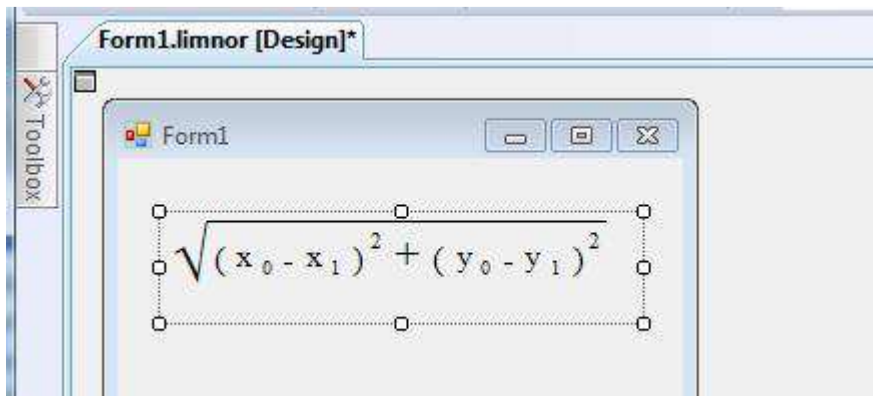 Form1.limnor [Design]*
Toolbox
Form1
√(x₀ - x₁)² + (y₀ - y₁)²